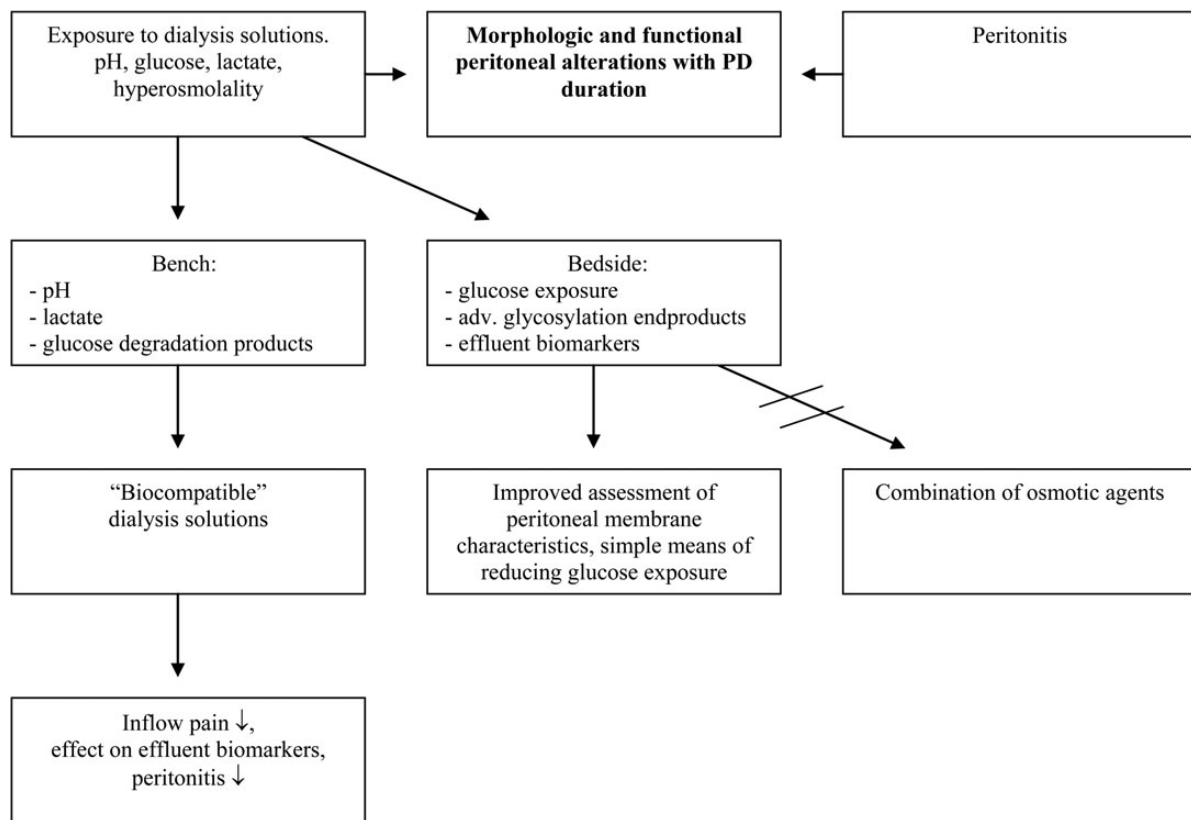 Exposure to dialysis solutions.
pH, glucose, lactate,
hyperosmolality
Morphologic and functional
peritoneal alterations with PD
duration
Peritonitis
Bench:
- pH
- lactate
- glucose degradation products
Bedside:
- glucose exposure
- adv. glycosylation endproducts
- effluent biomarkers
“Biocompatible”
dialysis solutions
Improved assessment of
peritoneal membrane
characteristics, simple means of
reducing glucose exposure
Combination of osmotic agents
Inflow pain ↓,
effect on effluent biomarkers,
peritonitis ↓